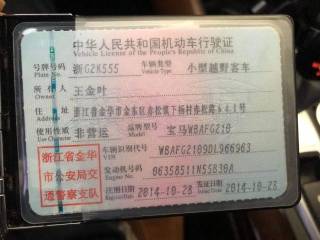 中华人民共和国机动车行驶证
Vehicle License of the People's Republic of China
号牌号码 浙G2K555 车辆类型 小型越野客车
Plate No. Vehicle Type
所有人 王金叶
Owner
住址 浙江省金华市金东区赤松镇下杨村赤松路641号
Address
使用性质 非营运 品牌型号 宝马WBAFG210
Use Character Model
浙江省金华
市公安局交
通警察支队
车辆识别代号 WBAFG2109DL966963
VIN
发动机号码 06358511N55B30A
Engine No.
注册日期 2014-10-28 发证日期 2014-10-28
Register Date Issue Date